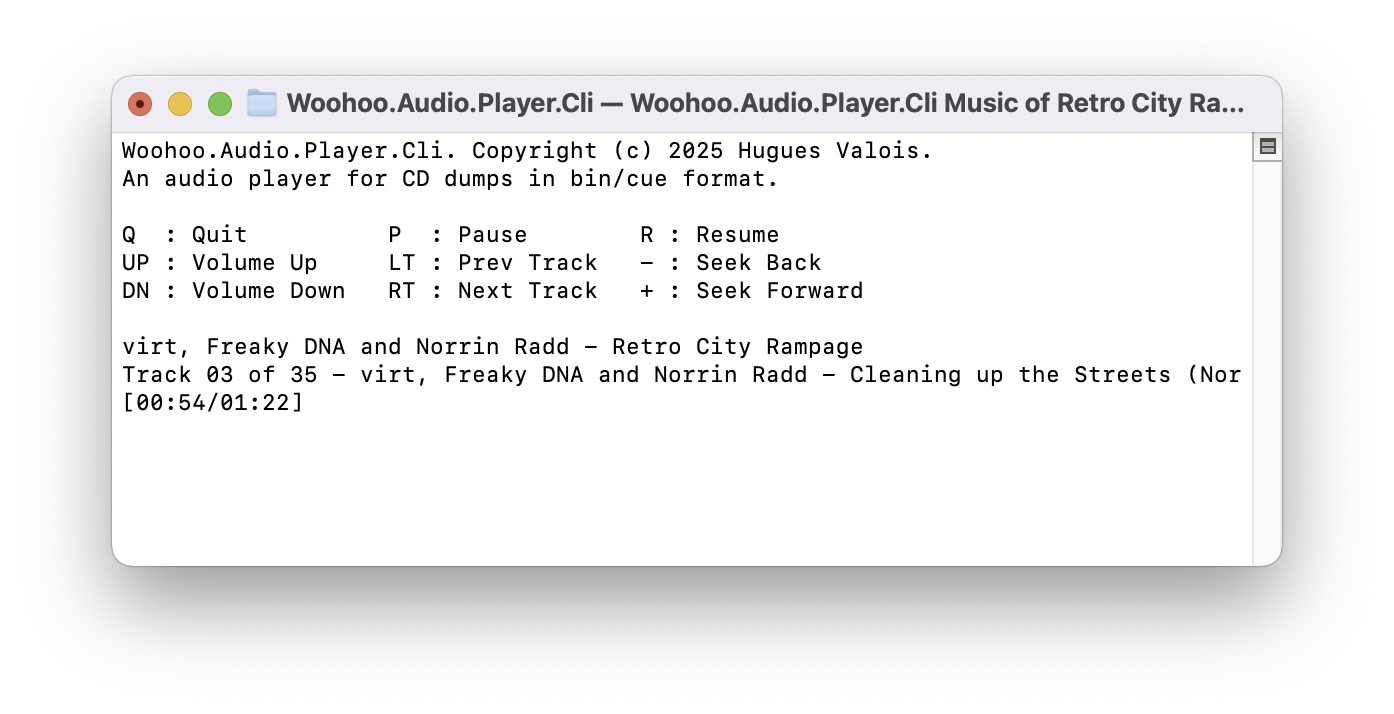 Woohoo.Audio.Player.Cli — Woohoo.Audio.Player.Cli Music of Retro City Ra...
Woohoo.Audio.Player.Cli. Copyright (c) 2025 Hugues Valois.
An audio player for CD dumps in bin/cue format.
Q  : Quit          P  : Pause        R : Resume
UP : Volume Up     LT : Prev Track   - : Seek Back
DN : Volume Down   RT : Next Track   + : Seek Forward
virt, Freaky DNA and Norrin Radd - Retro City Rampage
Track 03 of 35 - virt, Freaky DNA and Norrin Radd - Cleaning up the Streets (Nor
[00:54/01:22]